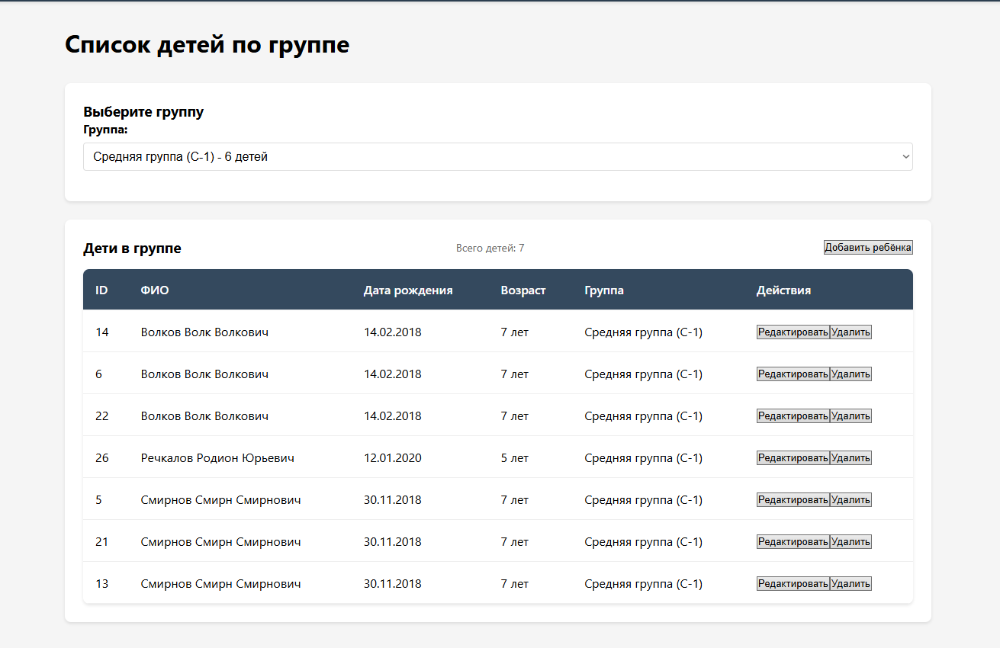 Список детей по группе
Выберите группу
Группа:
Средняя группа (С-1) - 6 детей
Дети в группе Всего детей: 7 Добавить ребёнка
ID ФИО Дата рождения Возраст Группа Действия
14 Волков Волк Волкович 14.02.2018 7 лет Средняя группа (С-1) Редактировать Удалить
6 Волков Волк Волкович 14.02.2018 7 лет Средняя группа (С-1) Редактировать Удалить
22 Волков Волк Волкович 14.02.2018 7 лет Средняя группа (С-1) Редактировать Удалить
26 Речкалов Родион Юрьевич 12.01.2020 5 лет Средняя группа (С-1) Редактировать Удалить
5 Смирнов Смирн Смирнович 30.11.2018 7 лет Средняя группа (С-1) Редактировать Удалить
21 Смирнов Смирн Смирнович 30.11.2018 7 лет Средняя группа (С-1) Редактировать Удалить
13 Смирнов Смирн Смирнович 30.11.2018 7 лет Средняя группа (С-1) Редактировать Удалить